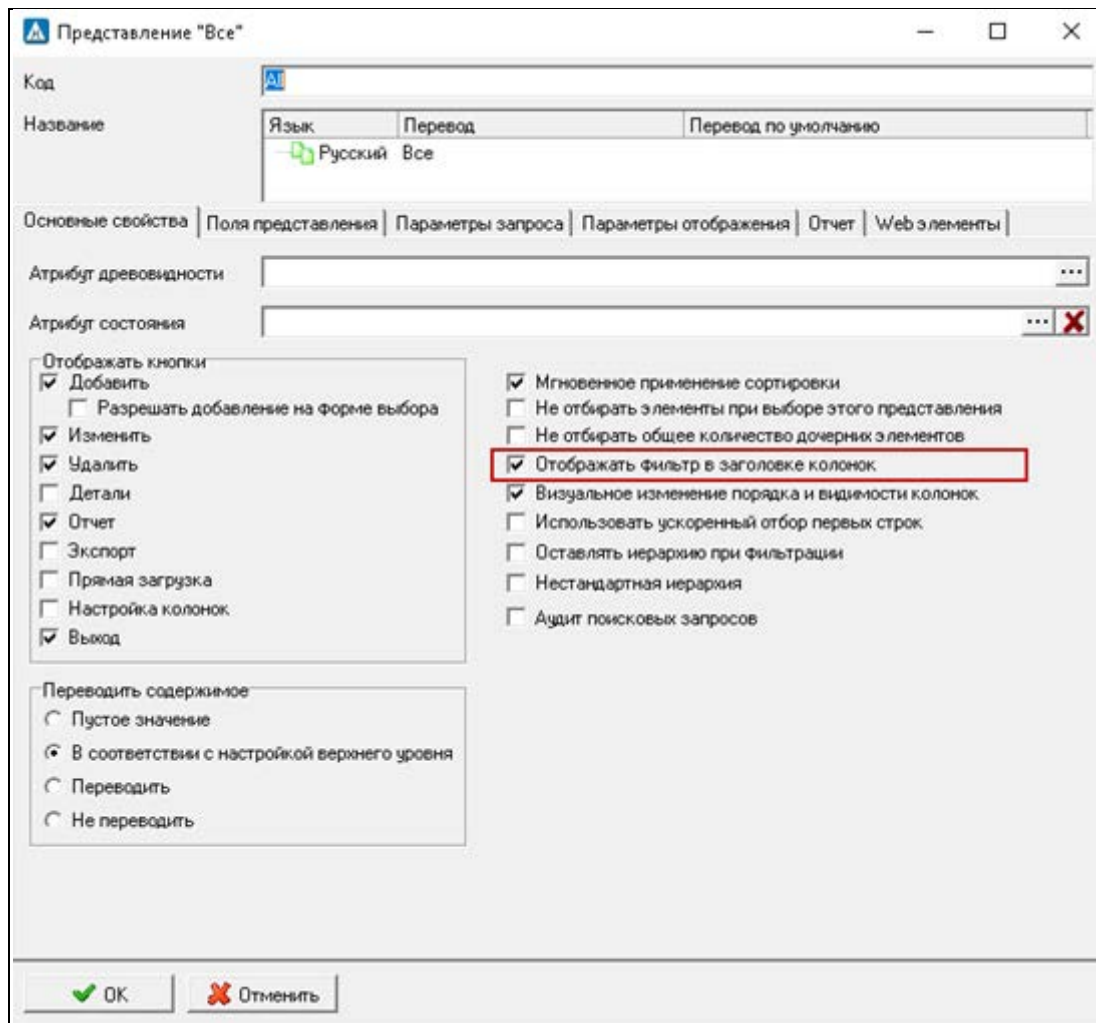 Представление "Все"
Код
All
Название
Язык Перевод Перевод по умолчанию
Русский Все
Основные свойства Поля представления Параметры запроса Параметры отображения Отчет Web элементы
Атрибут древовидности
Атрибут состояния
Отображать кнопки
Добавить
Разрешать добавление на форме выбора
Изменить
Удалить
Детали
Отчет
Экспорт
Прямая загрузка
Настройка колонок
Выход
Мгновенное применение сортировки
Не отбирать элементы при выборе этого представления
Не отбирать общее количество дочерних элементов
Отображать фильтр в заголовке колонок
Визуальное изменение порядка и видимости колонок
Использовать ускоренный отбор первых строк
Оставлять иерархию при фильтрации
Нестандартная иерархия
Аудит поисковых запросов
Переводить содержимое
Пустое значение
В соответствии с настройкой верхнего уровня
Переводить
Не переводить
OK Отменить